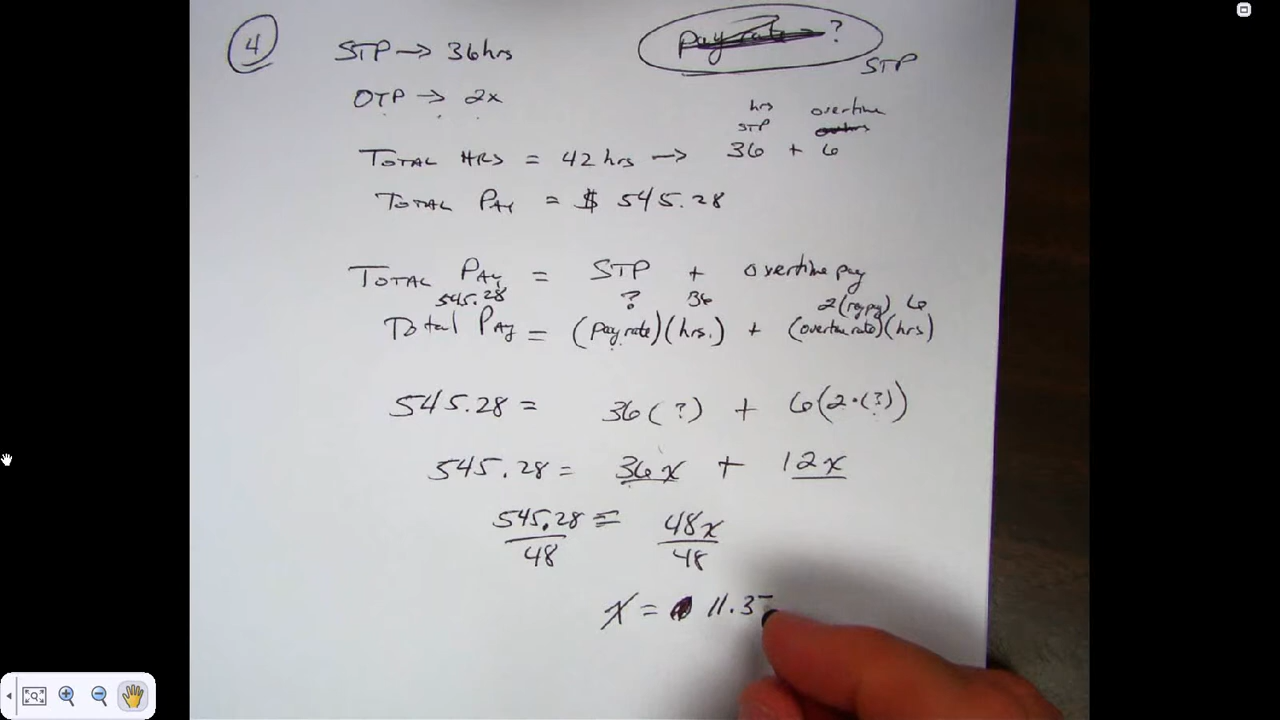 4
STP → 36hrs
pay rate = ?
STP
OTP → 2x
hrs overtime
STP
TOTAL HRS = 42 hrs → 36 + 6
TOTAL PAY = $ 545.28
TOTAL PAY = STP + overtime pay
545.28 ? 36 2(reg pay) 6
Total PAY = (pay rate)(hrs.) + (overtime rate)(hrs)
545.28 = 36(?) + 6(2·(?))
545.28 = 36x + 12x
545.28 = 48x
48 48
x = 11.3